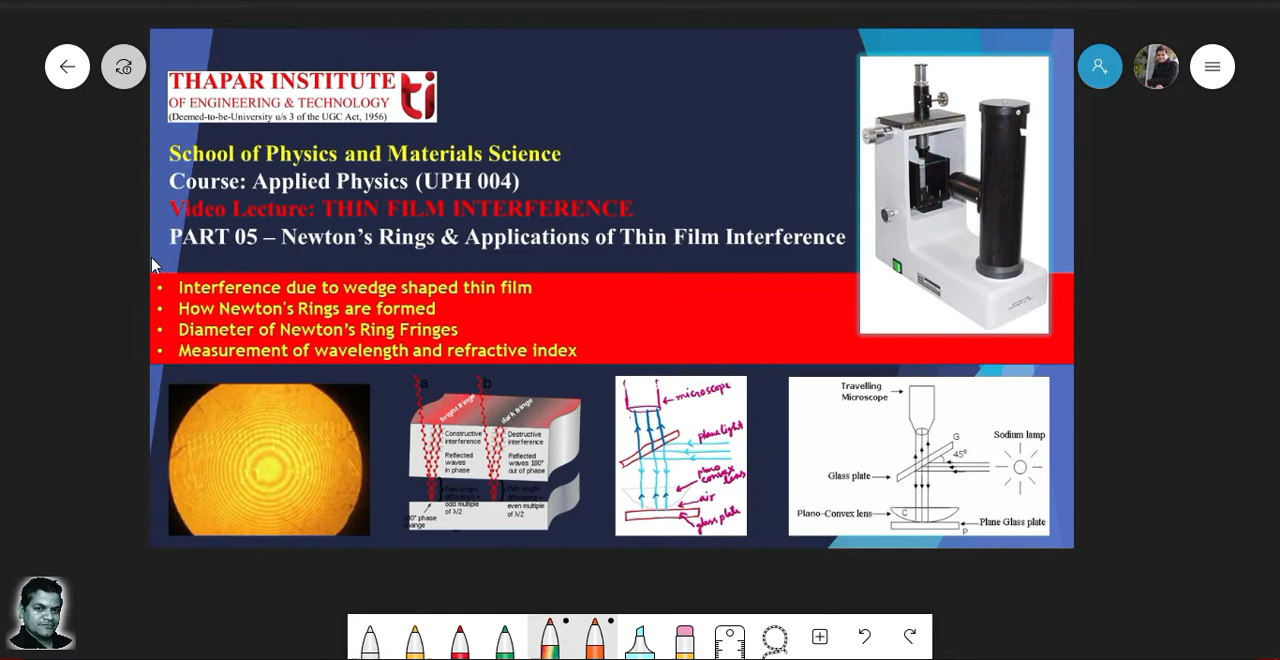 THAPAR INSTITUTE
OF ENGINEERING & TECHNOLOGY
(Deemed-to-be-University u/s 3 of the UGC Act, 1956)
ti
School of Physics and Materials Science
Course: Applied Physics (UPH 004)
Video Lecture: THIN FILM INTERFERENCE
PART 05 – Newton's Rings & Applications of Thin Film Interference
• Interference due to wedge shaped thin film
• How Newton's Rings are formed
• Diameter of Newton's Ring Fringes
• Measurement of wavelength and refractive index
a b
bright fringe
dark fringe
Constructive
interference
Reflected
waves
in phase
Destructive
interference
Reflected
waves 180°
out of phase
Path length
difference =
odd multiple
of λ/2
Path length
difference =
even multiple
of λ/2
180° phase
change
microscope
plane light
plano
convex
lens
air
glass plate
Travelling
Microscope
G
Sodium lamp
45°
Glass plate
Plano-Convex lens
C
Plane Glass plate
P